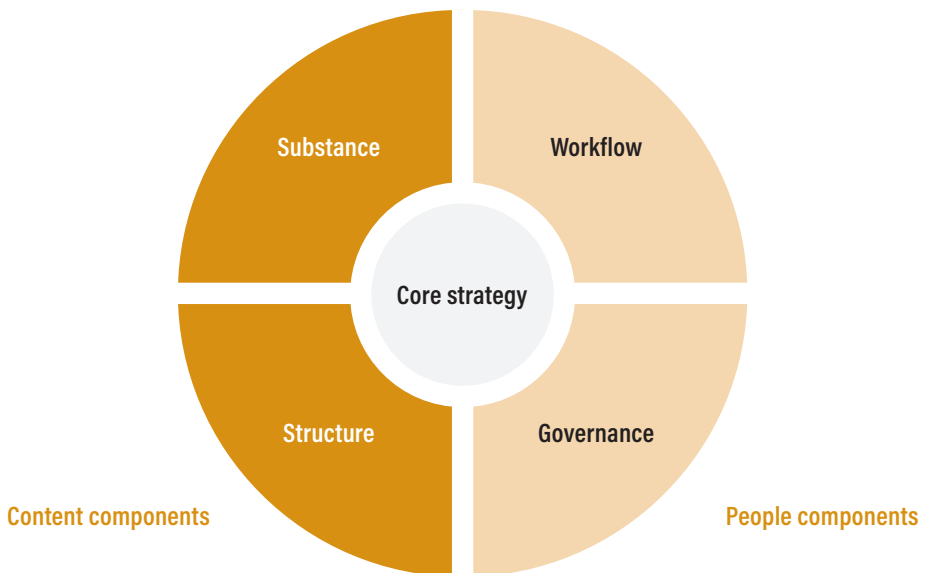 Substance
Workflow
Core strategy
Structure
Governance
Content components
People components